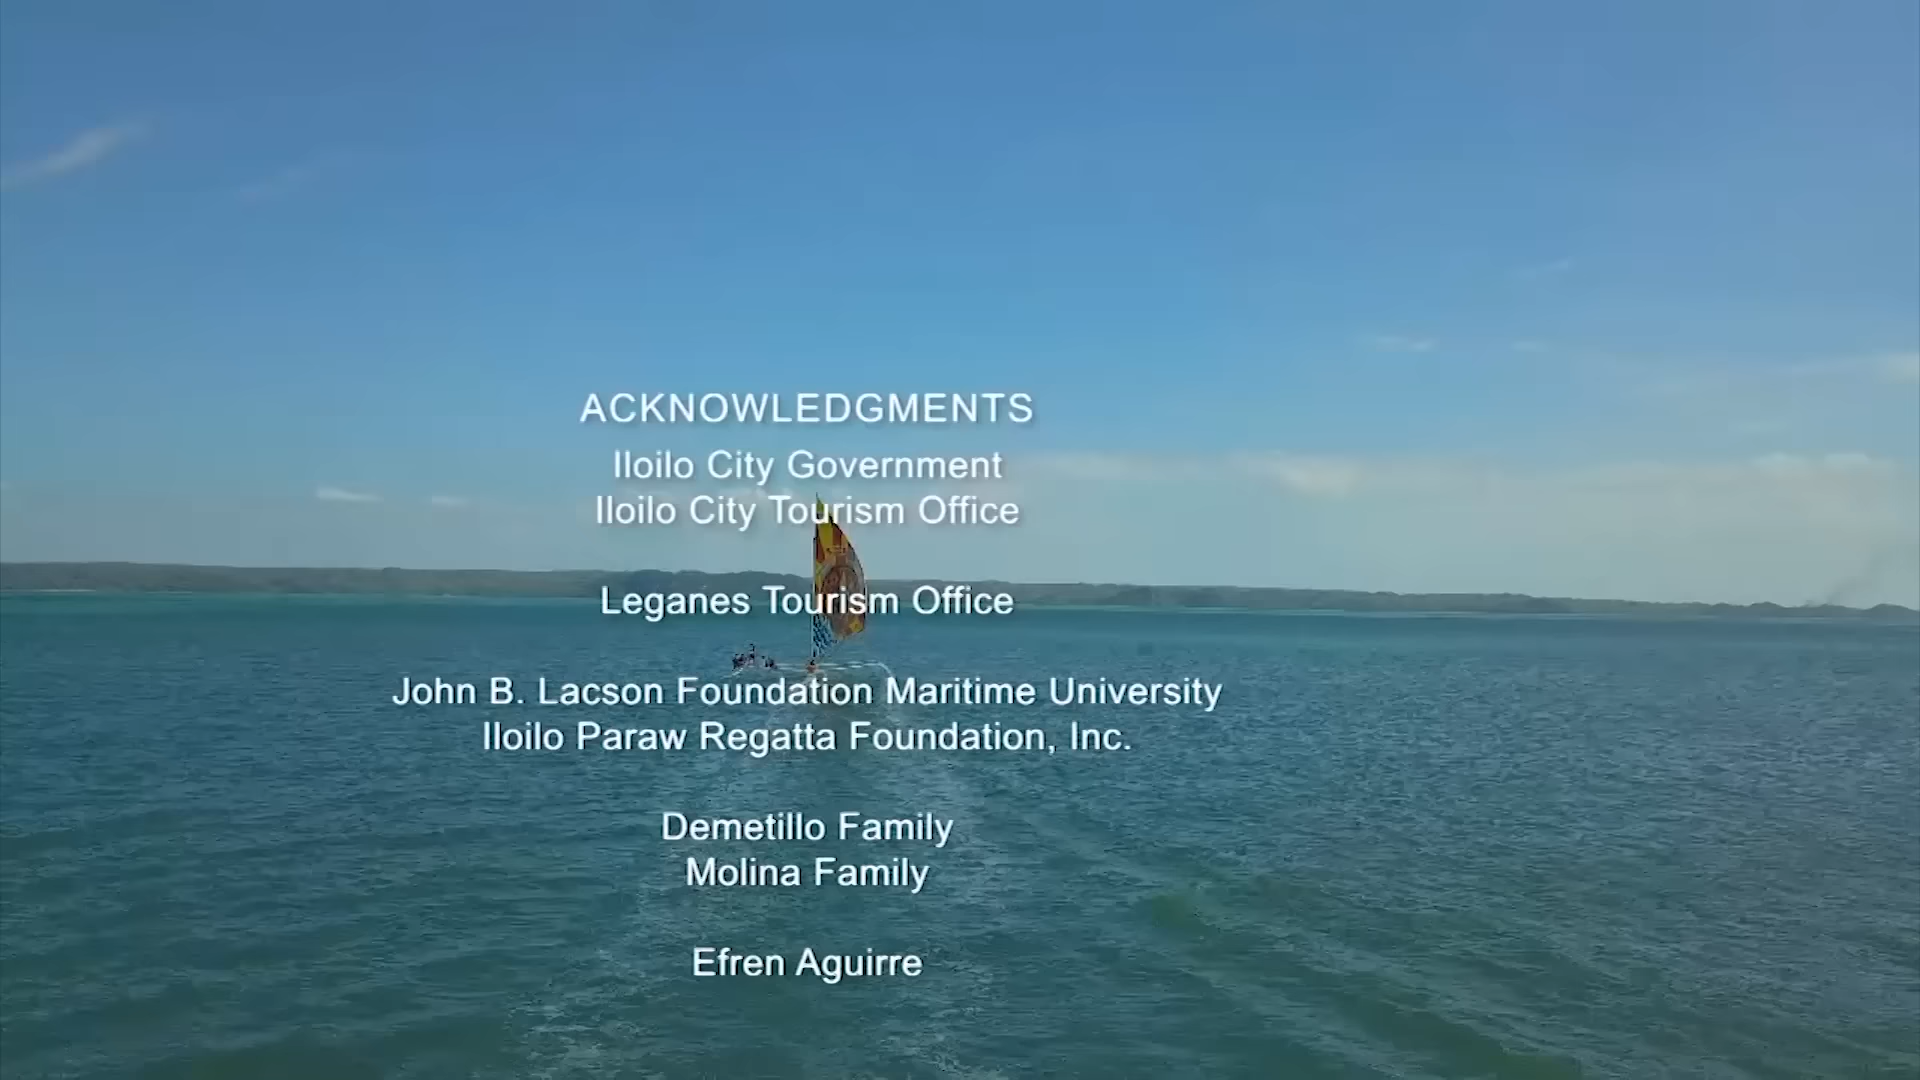 ACKNOWLEDGMENTS
Iloilo City Government
Iloilo City Tourism Office
Leganes Tourism Office
John B. Lacson Foundation Maritime University
Iloilo Paraw Regatta Foundation, Inc.
Demetillo Family
Molina Family
Efren Aguirre